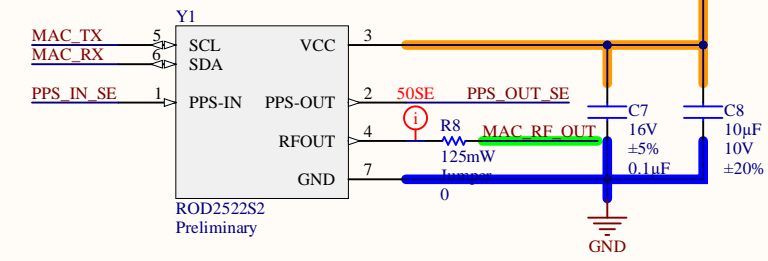 Y1
MAC_TX 5 SCL VCC 3
MAC_RX 6 SDA
PPS_IN_SE 1 PPS-IN PPS-OUT 2 50SE PPS_OUT_SE
i
RFOUT 4 R8 MAC_RF_OUT
125mW
Jumper
0
GND 7
C7
16V
±5%
0.1µF
C8
10µF
10V
±20%
ROD2522S2
Preliminary
GND